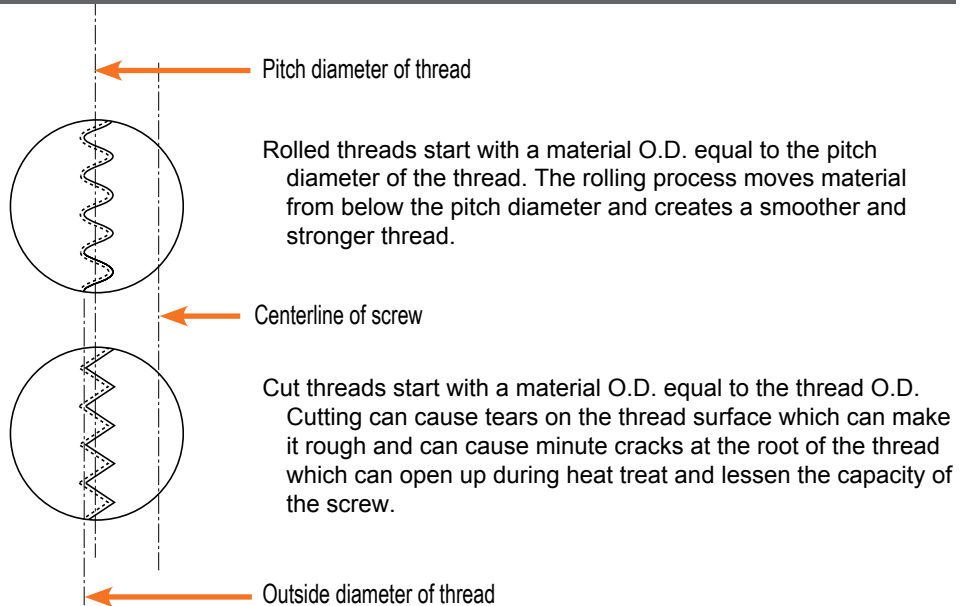 Pitch diameter of thread
Rolled threads start with a material O.D. equal to the pitch
diameter of the thread. The rolling process moves material
from below the pitch diameter and creates a smoother and
stronger thread.
Centerline of screw
Cut threads start with a material O.D. equal to the thread O.D.
Cutting can cause tears on the thread surface which can make
it rough and can cause minute cracks at the root of the thread
which can open up during heat treat and lessen the capacity of
the screw.
Outside diameter of thread